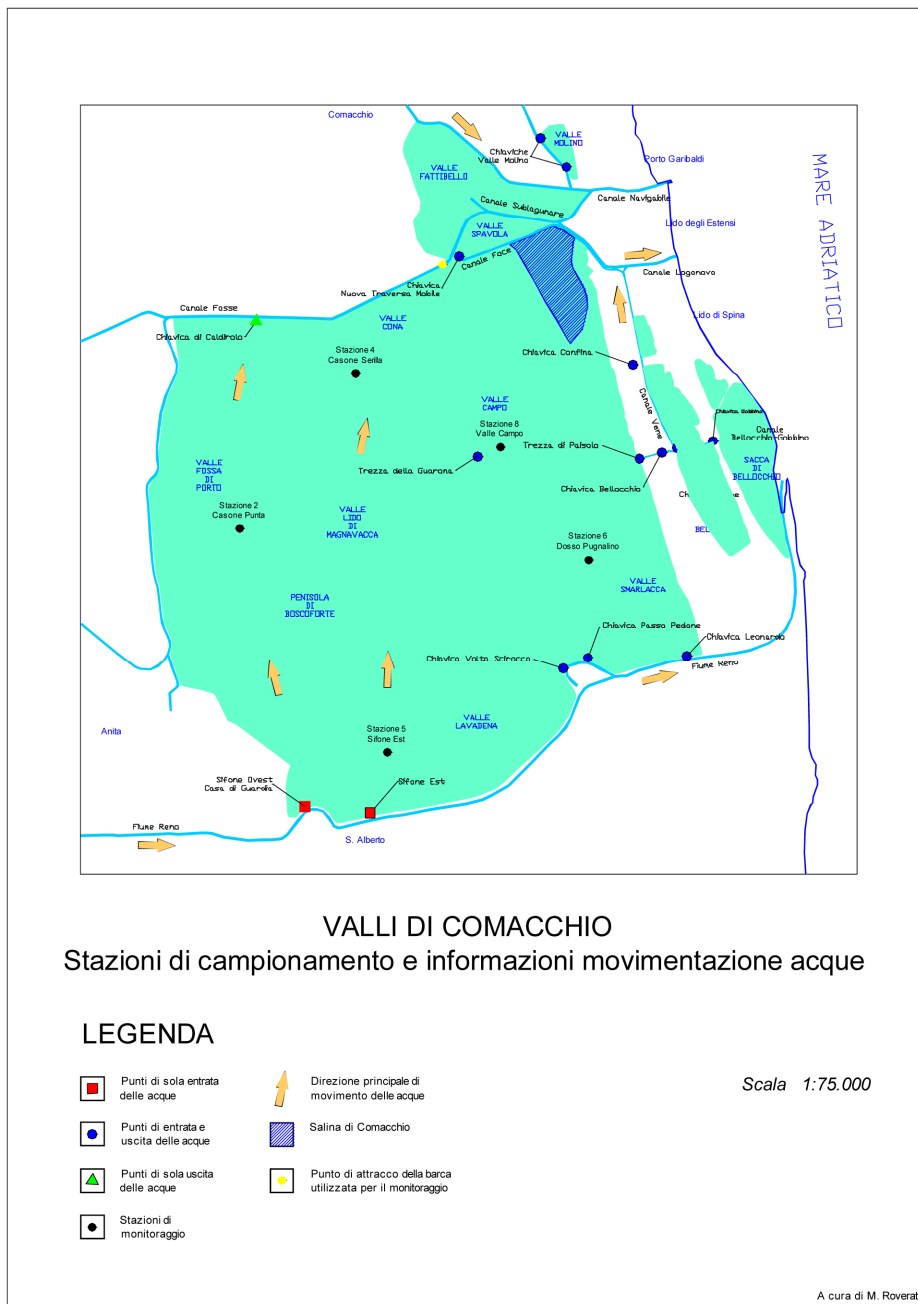 Comacchio
VALLE
MOLINO
Chiaviche
Valle Molino
Porto Garibaldi
MARE ADRIATICO
VALLE
FATTIBELLO
Canale Sublagunare
Canale Navigabile
Lido degli Estensi
VALLE
SPAVOLA
Canale Foce
Canale Logonovo
Chiavica
Nuova Traversa Mobile
Canale Fosse
Lido di Spina
VALLE
CONA
Chiavica di Caldirolo
Stazione 4
Casone Serilla
Chiavica Confina
VALLE
CAMPO
Canale Vene
Chiavica Gobbino
Stazione 8
Valle Campo
Canale
Bellocchio-Gobbino
Trezza di Paisolo
VALLE
FOSSA
DI
PORTO
Trezza della Guarona
SACCA
DI
BELLOCCHIO
Chiavica Bellocchio
Stazione 2
Casone Punta
VALLE
LIDO
DI
MAGNAVACCA
BEL
Stazione 6
Dosso Pugnalino
VALLE
SMARLACCA
PENISOLA
DI
BOSCOFORTE
Chiavica Passo Pedone
Chiavica Leonarda
Chiavica Volta Scirocco
Fiume Reno
VALLE
LAVADENA
Anita
Stazione 5
Sifone Est
Sifone Ovest
Casa di Guardia
Sifone Est
Fiume Reno
S. Alberto
VALLI DI COMACCHIO
Stazioni di campionamento e informazioni movimentazione acque
LEGENDA
Punti di sola entrata
delle acque
Direzione principale di
movimento delle acque
Scala 1:75.000
Punti di entrata e
uscita delle acque
Salina di Comacchio
Punti di sola uscita
delle acque
Punto di attracco della barca
utilizzata per il monitoraggio
Stazioni di
monitoraggio
A cura di M. Roverat